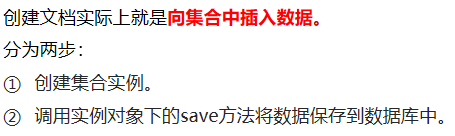 创建文档实际上就是向集合中插入数据。
分为两步：
① 创建集合实例。
② 调用实例对象下的save方法将数据保存到数据库中。